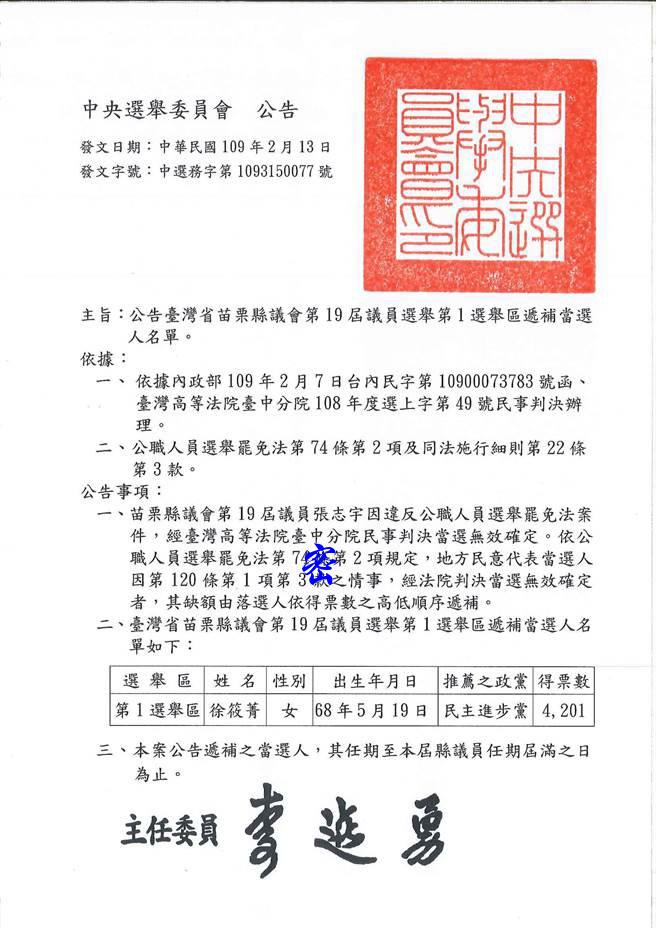 中央選舉委員會　公告
發文日期：中華民國 109 年 2 月 13 日
發文字號：中選務字第 1093150077 號
中央選
舉委
員會印
主旨：公告臺灣省苗栗縣議會第 19 屆議員選舉第 1 選舉區遞補當選
人名單。
依據：
一、依據內政部 109 年 2 月 7 日台內民字第 10900073783 號函、
臺灣高等法院臺中分院 108 年度選上字第 49 號民事判決辦
理。
二、公職人員選舉罷免法第 74 條第 2 項及同法施行細則第 22 條
第 3 款。
公告事項：
一、苗栗縣議會第 19 屆議員張志宇因違反公職人員選舉罷免法案
件，經臺灣高等法院臺中分院民事判決當選無效確定。依公
職人員選舉罷免法第 74 第 2 項規定，地方民意代表當選人
因第 120 條第 1 項第 3 款之情事，經法院判決當選無效確定
者，其缺額由落選人依得票數之高低順序遞補。
密
二、臺灣省苗栗縣議會第 19 屆議員選舉第 1 選舉區遞補當選人名
單如下：
選舉區 姓名 性別 出生年月日 推薦之政黨 得票數
第 1 選舉區 徐筱菁 女 68 年 5 月 19 日 民主進步黨 4,201
三、本案公告遞補之當選人，其任期至本屆縣議員任期屆滿之日
為止。
主任委員 李進勇